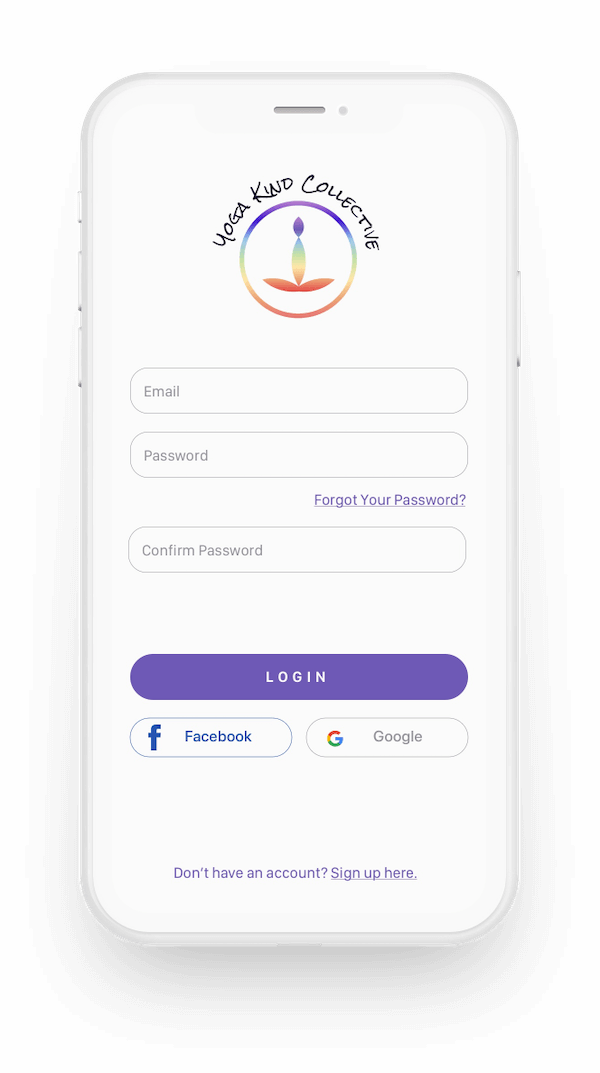 Yoga Kind Collective
Email
Password
Forgot Your Password?
Confirm Password
LOGIN
Facebook
Google
Don’t have an account? Sign up here.